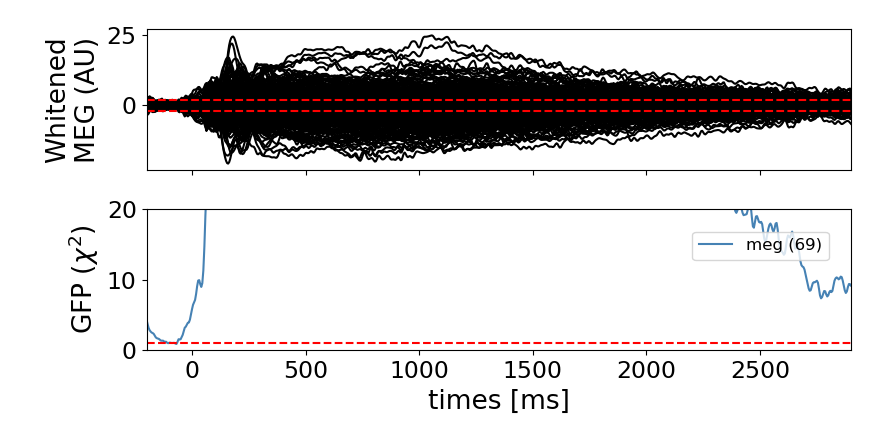 Whitened
MEG (AU)
25
0
GFP (χ²)
20
10
0
meg (69)
0 500 1000 1500 2000 2500
times [ms]